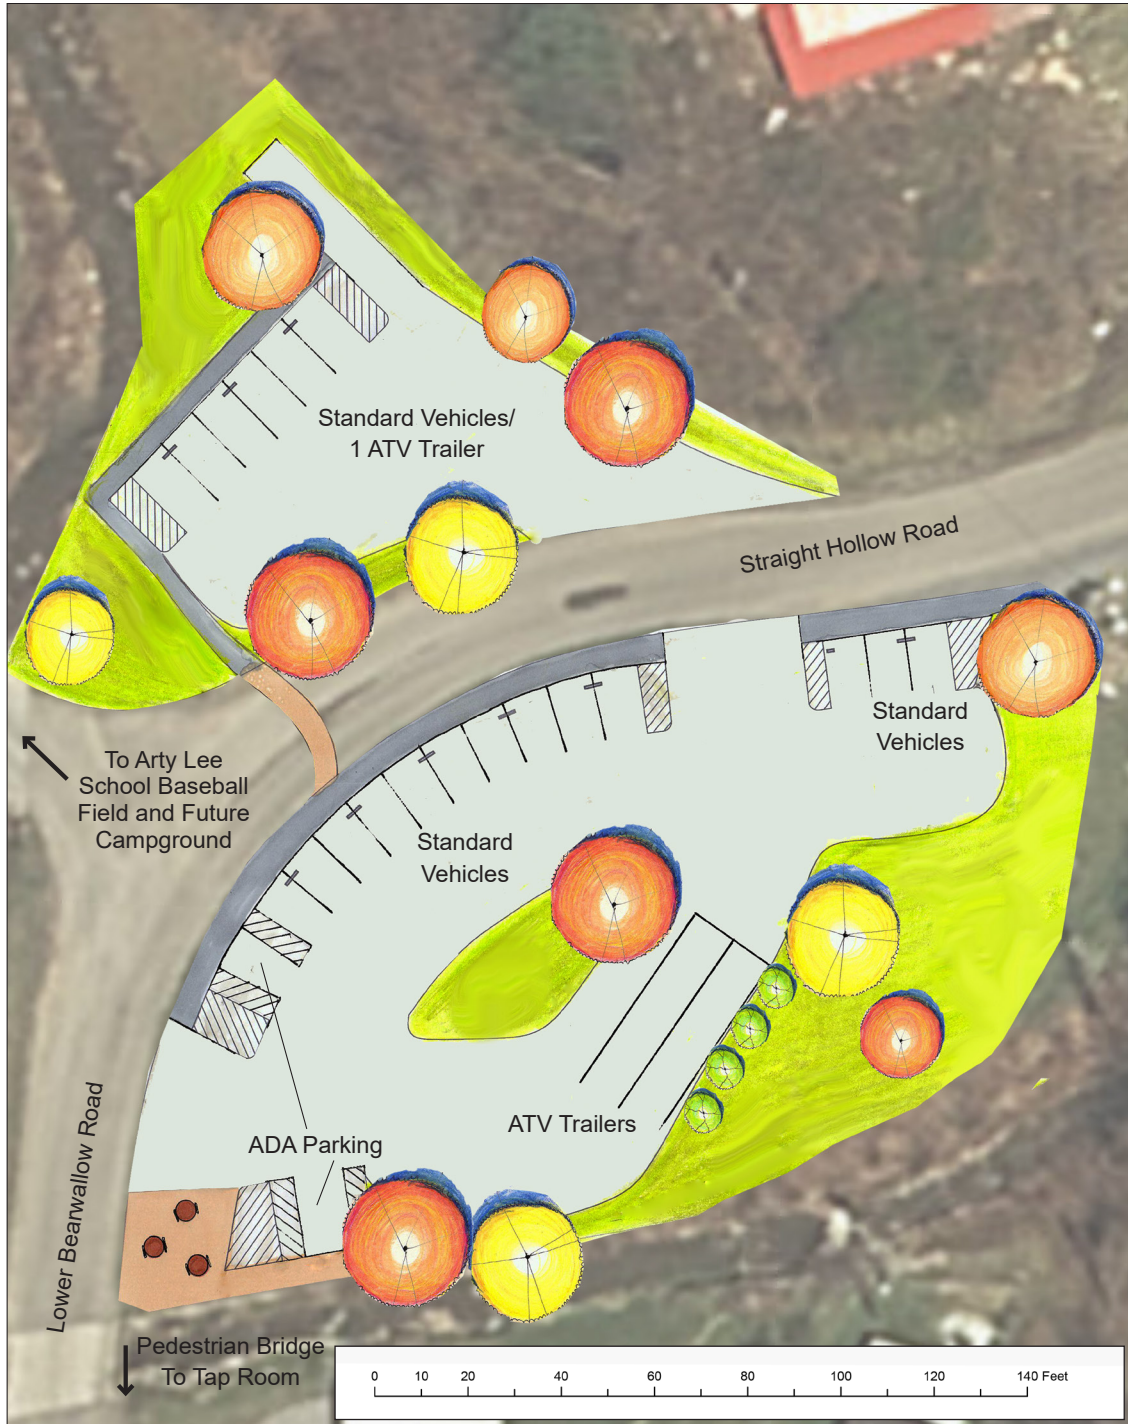 Standard Vehicles/
1 ATV Trailer
Straight Hollow Road
Standard
Vehicles
To Arty Lee
School Baseball
Field and Future
Campground
Standard
Vehicles
ATV Trailers
ADA Parking
Lower Bearwallow Road
Pedestrian Bridge
To Tap Room
0 10 20 40 60 80 100 120 140 Feet